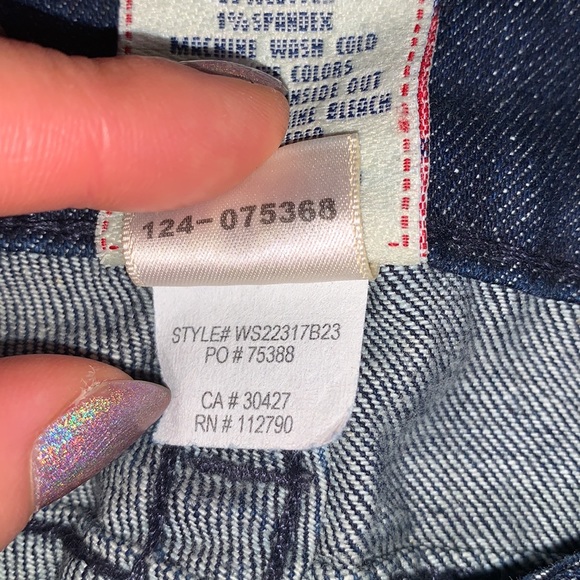 1% SPANDEX
MACHINE WASH COLD
COLORS
INSIDE OUT
BLEACH
124-075368
STYLE# WS22317B23
PO # 75388
CA # 30427
RN # 112790